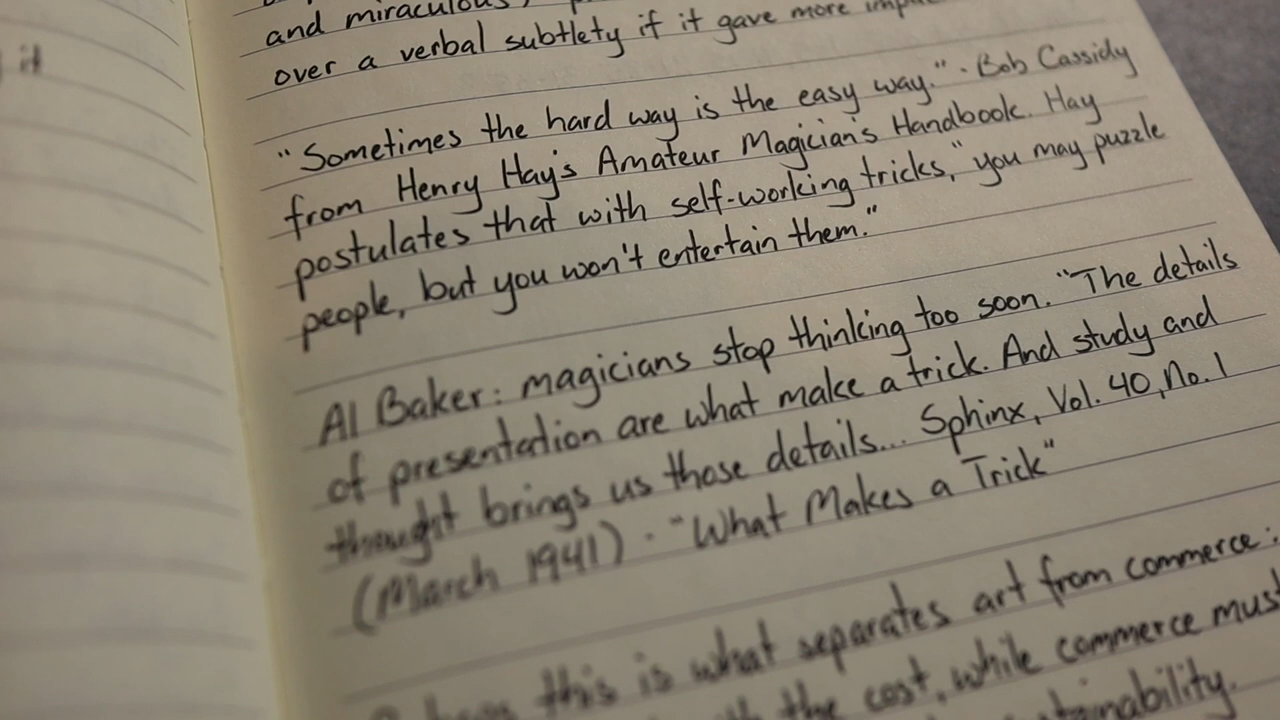 it
and miraculous,
over a verbal subtlety if it gave more
"Sometimes the hard way is the easy way." - Bob Cassidy
from Henry Hay's Amateur Magician's Handbook. Hay
postulates that with self-working tricks, "you may puzzle
people, but you won't entertain them."
Al Baker: magicians stop thinking too soon. "The details
of presentation are what make a trick. And study and
thought brings us those details... Sphinx, Vol. 40, No. 1
(March 1941) - "What Makes a Trick"
this is what separates art from commerce:
the cost, while commerce must